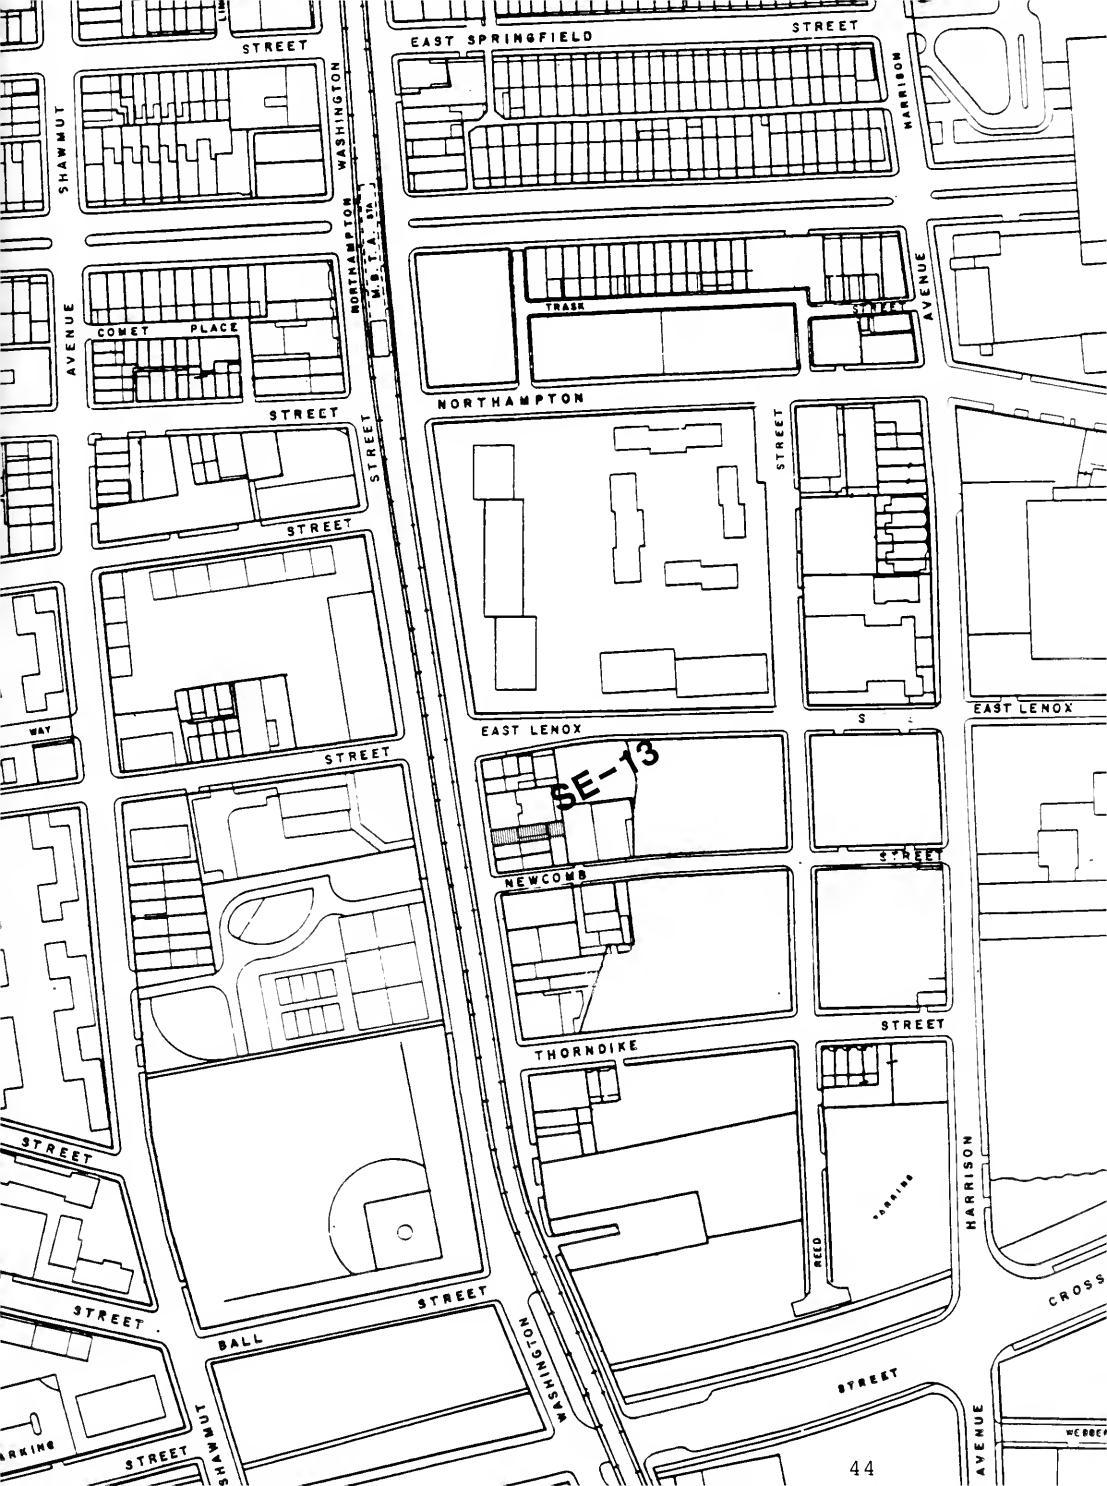 STREET
EAST SPRINGFIELD
STREET
SHAWMUT
WASHINGTON
HARRISON
NORTHAMPTON
M.B.T.A. STA
AVENUE
COMET PLACE
TRASK
STREET
AVENUE
STREET
NORTHAMPTON
STREET
STREET
STREET
WAY
STREET
EAST LENOX
S
EAST LENOX
SE-13
STREET
NEWCOMB
STREET
THORNDIKE
STREET
HARRISON
PARKING
REED
STREET
BALL
STREET
CROSS
WASHINGTON
STREET
ARKING
STREET
SHAWMUT
AVENUE
WEBBER
44